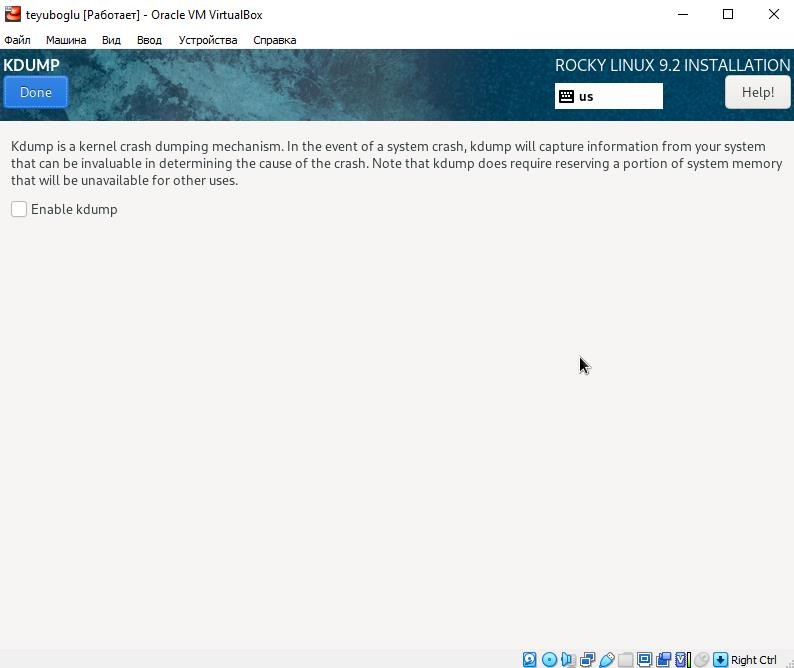 teyuboglu [Работает] - Oracle VM VirtualBox
Файл Машина Вид Ввод Устройства Справка
KDUMP
ROCKY LINUX 9.2 INSTALLATION
Done
us
Help!
Kdump is a kernel crash dumping mechanism. In the event of a system crash, kdump will capture information from your system
that can be invaluable in determining the cause of the crash. Note that kdump does require reserving a portion of system memory
that will be unavailable for other uses.
Enable kdump
Right Ctrl